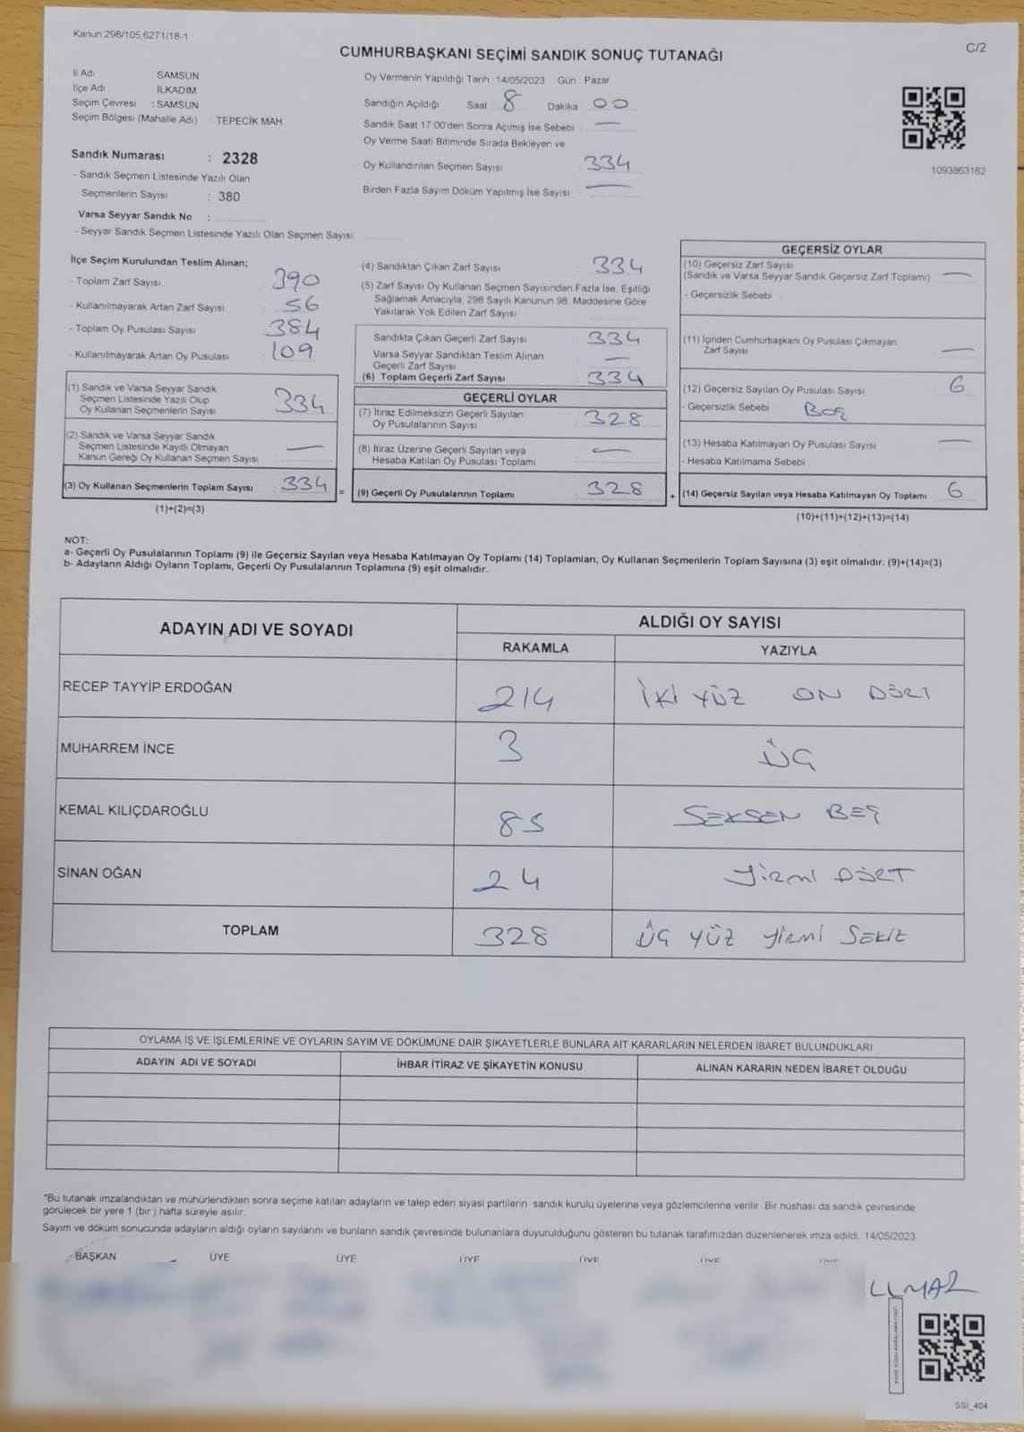 Kanun 298/105,6271/18-1
C/2
CUMHURBAŞKANI SEÇİMİ SANDIK SONUÇ TUTANAĞI
İl Adı SAMSUN
İlçe Adı İLKADIM
Seçim Çevresi : SAMSUN
Seçim Bölgesi (Mahalle Adı) TEPECİK MAH
Sandık Numarası : 2328
- Sandık Seçmen Listesinde Yazılı Olan
Seçmenlerin Sayısı : 380
Varsa Seyyar Sandık No :
- Seyyar Sandık Seçmen Listesinde Yazılı Olan Seçmen Sayısı
Oy Vermenin Yapıldığı Tarih 14/05/2023 Gün : Pazar
Sandığın Açıldığı Saat 8 Dakika 00
Sandık Saat 17:00'den Sonra Açılmış İse Sebebi —
Oy Verme Saati Bitiminde Sırada Bekleyen ve
Oy Kullandırılan Seçmen Sayısı 334
Birden Fazla Sayım Döküm Yapılmış İse Sayısı —
1093863162
İlçe Seçim Kurulundan Teslim Alınan;
- Toplam Zarf Sayısı 390
- Kullanılmayarak Artan Zarf Sayısı 56
- Toplam Oy Pusulası Sayısı 384
- Kullanılmayarak Artan Oy Pusulası 109
(1) Sandık ve Varsa Seyyar Sandık
Seçmen Listesinde Yazılı Olup
Oy Kullanan Seçmenlerin Sayısı 334
(2) Sandık ve Varsa Seyyar Sandık
Seçmen Listesinde Kayıtlı Olmayan
Kanun Gereği Oy Kullanan Seçmen Sayısı —
(3) Oy Kullanan Seçmenlerin Toplam Sayısı 334 =
(1)+(2)=(3)
(4) Sandıktan Çıkan Zarf Sayısı 334
(5) Zarf Sayısı Oy Kullanan Seçmen Sayısından Fazla İse, Eşitliği
Sağlamak Amacıyla, 298 Sayılı Kanunun 98. Maddesine Göre
Yakılarak Yok Edilen Zarf Sayısı
Sandıkta Çıkan Geçerli Zarf Sayısı 334
Varsa Seyyar Sandıktan Teslim Alınan
Geçerli Zarf Sayısı —
(6) Toplam Geçerli Zarf Sayısı 334
GEÇERLİ OYLAR
(7) İtiraz Edilmeksizin Geçerli Sayılan
Oy Pusulalarının Sayısı 328
(8) İtiraz Üzerine Geçerli Sayılan veya
Hesaba Katılan Oy Pusulası Toplamı —
(9) Geçerli Oy Pusulalarının Toplamı 328 +
GEÇERSİZ OYLAR
(10) Geçersiz Zarf Sayısı
(Sandık ve Varsa Seyyar Sandık Geçersiz Zarf Toplamı) —
- Geçersizlik Sebebi
(11) İçinden Cumhurbaşkanı Oy Pusulası Çıkmayan
Zarf Sayısı —
(12) Geçersiz Sayılan Oy Pusulası Sayısı 6
- Geçersizlik Sebebi Boş
(13) Hesaba Katılmayan Oy Pusulası Sayısı —
- Hesaba Katılmama Sebebi
(14) Geçersiz Sayılan veya Hesaba Katılmayan Oy Toplamı 6
(10)+(11)+(12)+(13)=(14)
NOT:
a- Geçerli Oy Pusulalarının Toplamı (9) ile Geçersiz Sayılan veya Hesaba Katılmayan Oy Toplamı (14) Toplamları, Oy Kullanan Seçmenlerin Toplam Sayısına (3) eşit olmalıdır. (9)+(14)=(3)
b- Adayların Aldığı Oyların Toplamı, Geçerli Oy Pusulalarının Toplamına (9) eşit olmalıdır.
ADAYIN ADI VE SOYADI
ALDIĞI OY SAYISI
RAKAMLA YAZIYLA
RECEP TAYYİP ERDOĞAN 214 İKİ YÜZ ON DÖRT
MUHARREM İNCE 3 ÜÇ
KEMAL KILIÇDAROĞLU 85 SEKSEN BEŞ
SİNAN OĞAN 24 YİRMİ DÖRT
TOPLAM 328 ÜÇ YÜZ YİRMİ SEKİZ
OYLAMA İŞ VE İŞLEMLERİNE VE OYLARIN SAYIM VE DÖKÜMÜNE DAİR ŞİKAYETLERLE BUNLARA AİT KARARLARIN NELERDEN İBARET BULUNDUKLARI
ADAYIN ADI VE SOYADI İHBAR İTİRAZ VE ŞİKAYETİN KONUSU ALINAN KARARIN NEDEN İBARET OLDUĞU
*Bu tutanak imzalandıktan ve mühürlendikten sonra seçime katılan adayların ve talep eden siyasi partilerin sandık kurulu üyelerine veya gözlemcilerine verilir. Bir nüshası da sandık çevresinde
görülecek bir yere 1 (bir) hafta süreyle asılır.
Sayım ve döküm sonucunda adayların aldığı oyların sayılarını ve bunların sandık çevresinde bulunanlara duyurulduğunu gösteren bu tutanak tarafımızdan düzenlenerek imza edildi. 14/05/2023
BAŞKAN ÜYE ÜYE ÜYE ÜYE ÜYE ÜYE
SSI_404